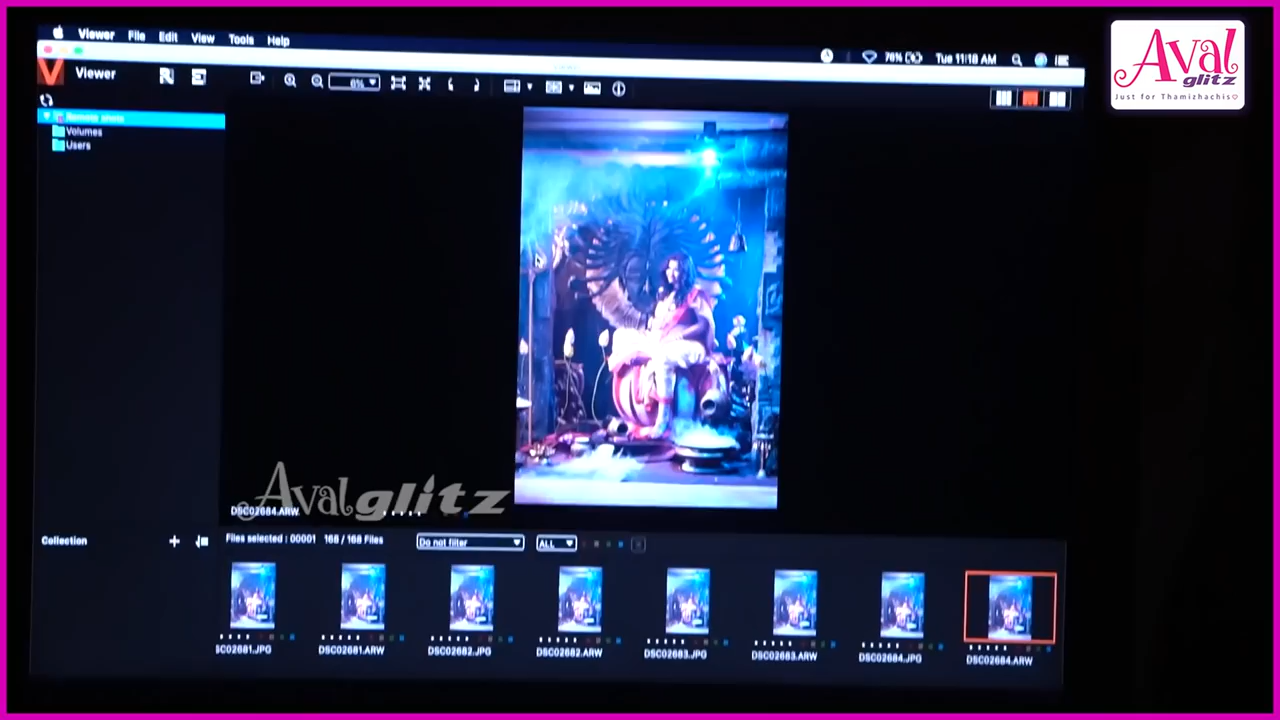 Viewer File Edit View Tools Help
76% Tue 11:18 AM
Viewer
6%
Volumes
Users
Aval
glitz
Just for Thamizhachis
Avalglitz
DSC02684.ARW
Collection
Files selected : 00001 168 / 168 Files
Do not filter
ALL
SC02681.JPG DSC02681.ARW DSC02682.JPG DSC02682.ARW DSC02683.JPG DSC02683.ARW DSC02684.JPG DSC02684.ARW